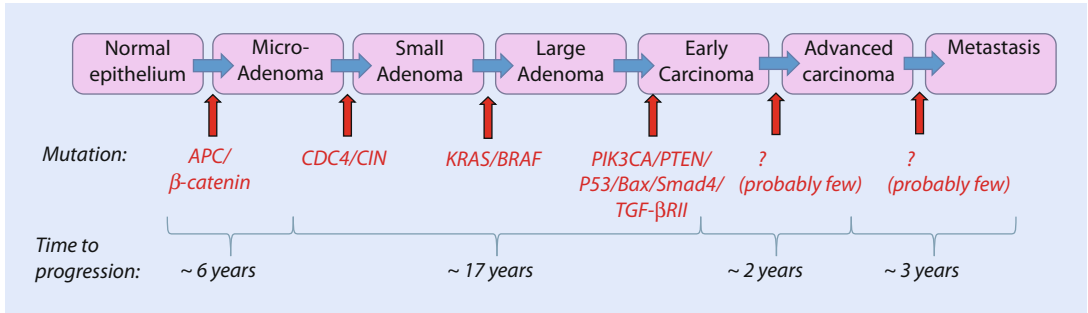 Normal
epithelium
Micro-
Adenoma
Small
Adenoma
Large
Adenoma
Early
Carcinoma
Advanced
carcinoma
Metastasis
Mutation:
APC/
β-catenin
CDC4/CIN
KRAS/BRAF
PIK3CA/PTEN/
P53/Bax/Smad4/
TGF-βRII
?
(probably few)
?
(probably few)
Time to
progression:
~ 6 years
~ 17 years
~ 2 years
~ 3 years